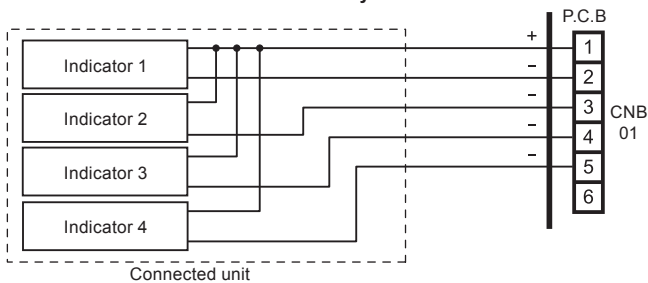 P.C.B
Indicator 1
Indicator 2
Indicator 3
Indicator 4
+
–
–
–
–
1
2
3
4
5
6
CNB
01
Connected unit